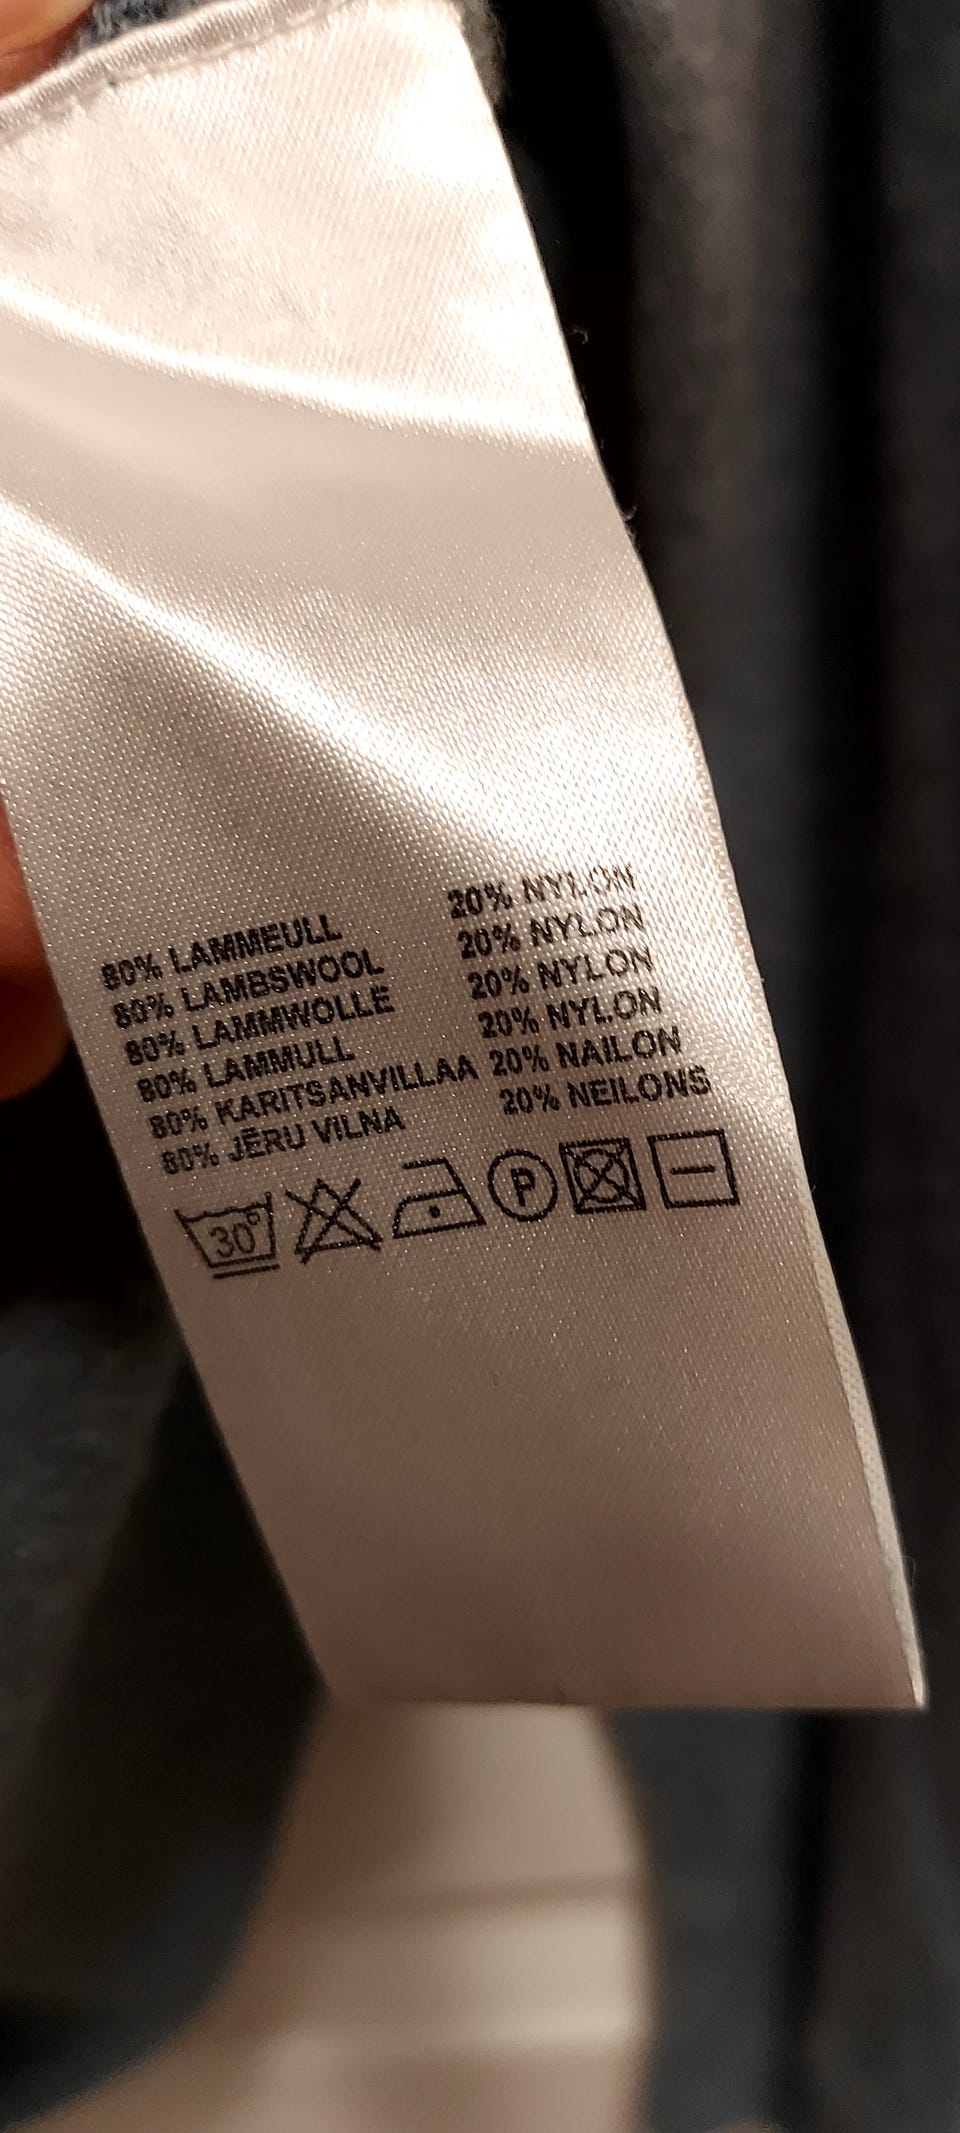 80% LAMMEULL 20% NYLON
80% LAMBSWOOL 20% NYLON
80% LAMMWOLLE 20% NYLON
80% LAMMULL 20% NYLON
80% KARITSANVILLAA 20% NAILON
80% JĒRU VILNA 20% NEILONS
30° P